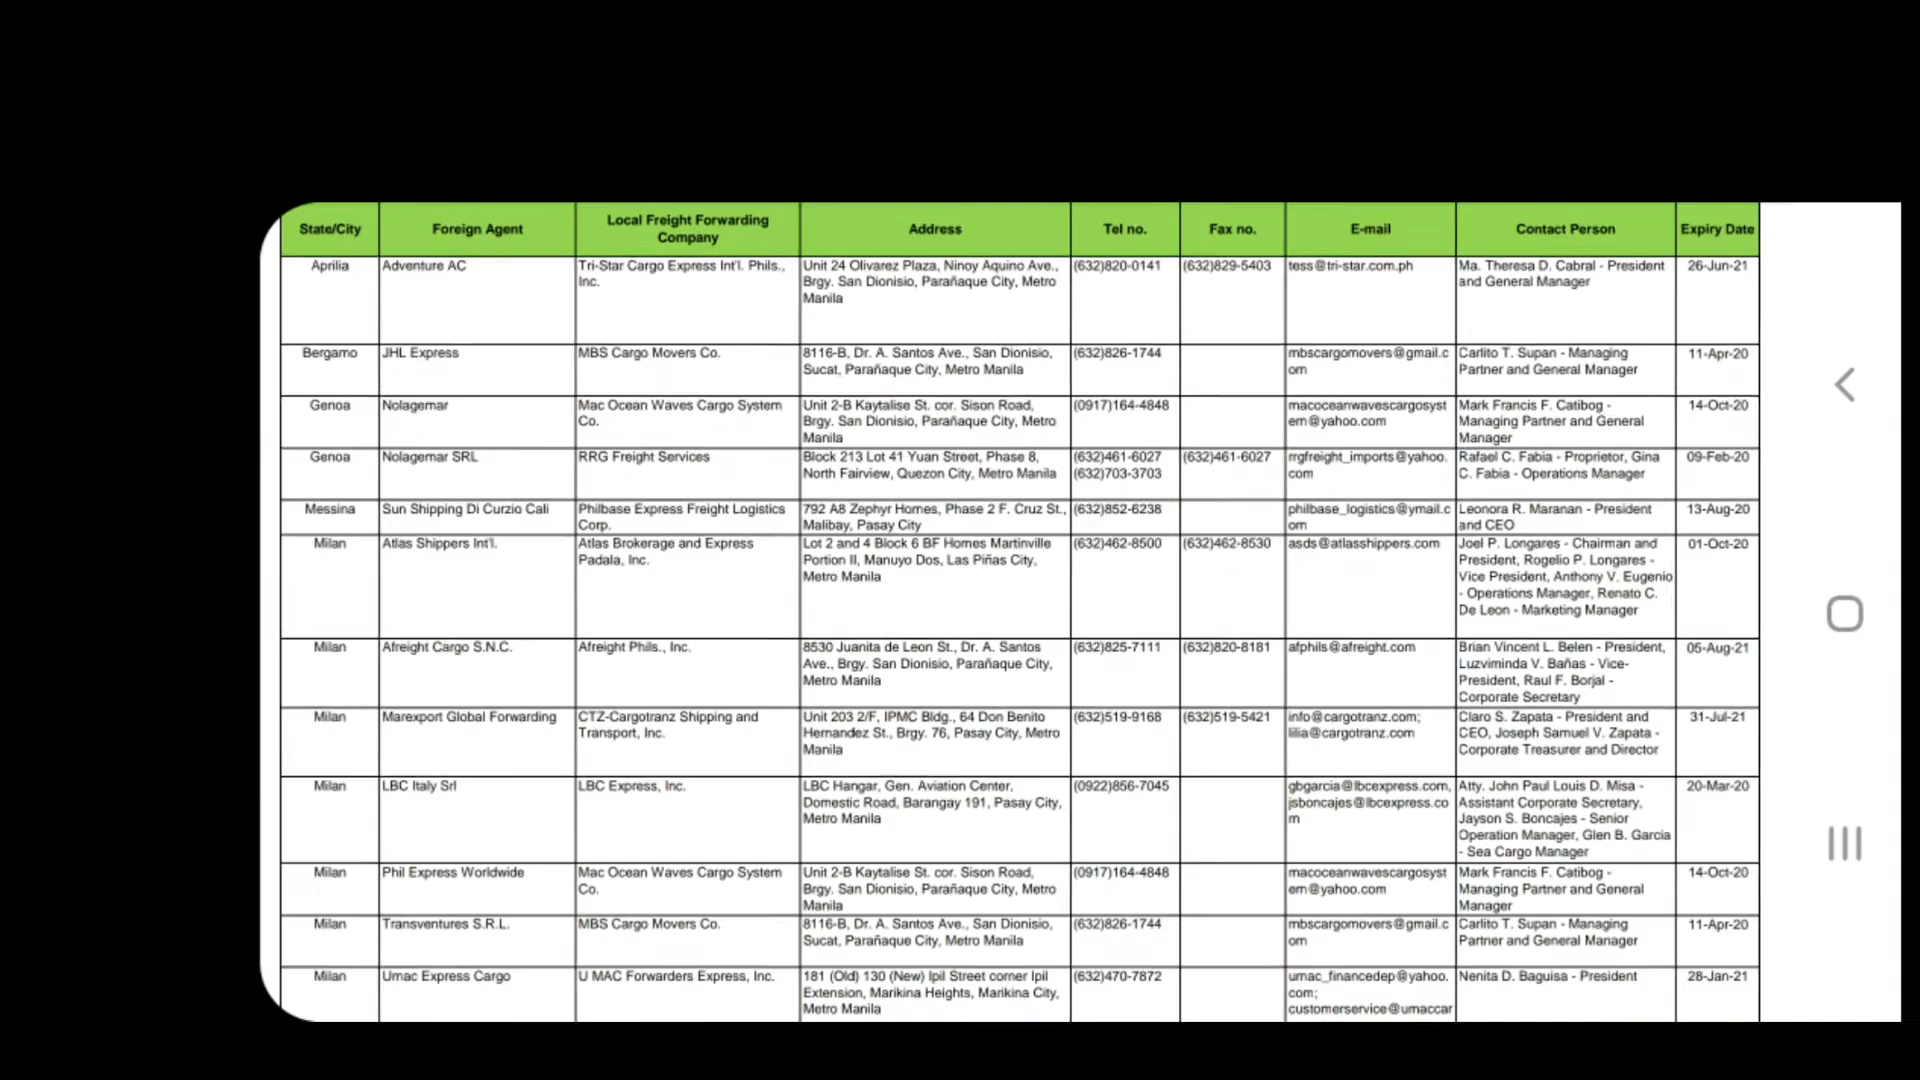 State/City Foreign Agent Local Freight Forwarding Company Address Tel no. Fax no. E-mail Contact Person Expiry Date
Aprilia Adventure AC Tri-Star Cargo Express Int'l. Phils., Inc. Unit 24 Olivarez Plaza, Ninoy Aquino Ave., Brgy. San Dionisio, Parañaque City, Metro Manila (632)820-0141 (632)829-5403 tess@tri-star.com.ph Ma. Theresa D. Cabral - President and General Manager 26-Jun-21
Bergamo JHL Express MBS Cargo Movers Co. 8116-B, Dr. A. Santos Ave., San Dionisio, Sucat, Parañaque City, Metro Manila (632)826-1744 mbscargomovers@gmail.com Carlito T. Supan - Managing Partner and General Manager 11-Apr-20
Genoa Nolagemar Mac Ocean Waves Cargo System Co. Unit 2-B Kaytalise St. cor. Sison Road, Brgy. San Dionisio, Parañaque City, Metro Manila (0917)164-4848 macoceanwavescargosystem@yahoo.com Mark Francis F. Catibog - Managing Partner and General Manager 14-Oct-20
Genoa Nolagemar SRL RRG Freight Services Block 213 Lot 41 Yuan Street, Phase 8, North Fairview, Quezon City, Metro Manila (632)461-6027 (632)703-3703 (632)461-6027 rrgfreight_imports@yahoo.com Rafael C. Fabia - Proprietor, Gina C. Fabia - Operations Manager 09-Feb-20
Messina Sun Shipping Di Curzio Cali Philbase Express Freight Logistics Corp. 792 A8 Zephyr Homes, Phase 2 F. Cruz St., Malibay, Pasay City (632)852-6238 philbase_logistics@ymail.com Leonora R. Maranan - President and CEO 13-Aug-20
Milan Atlas Shippers Int'l. Atlas Brokerage and Express Padala, Inc. Lot 2 and 4 Block 6 BF Homes Martinville Portion II, Manuyo Dos, Las Piñas City, Metro Manila (632)462-8500 (632)462-8530 asds@atlasshippers.com Joel P. Longares - Chairman and President, Rogelio P. Longares - Vice President, Anthony V. Eugenio - Operations Manager, Renato C. De Leon - Marketing Manager 01-Oct-20
Milan Afreight Cargo S.N.C. Afreight Phils., Inc. 8530 Juanita de Leon St., Dr. A. Santos Ave., Brgy. San Dionisio, Parañaque City, Metro Manila (632)825-7111 (632)820-8181 afphils@afreight.com Brian Vincent L. Belen - President, Luzviminda V. Bañas - Vice-President, Raul F. Borjal - Corporate Secretary 05-Aug-21
Milan Marexport Global Forwarding CTZ-Cargotranz Shipping and Transport, Inc. Unit 203 2/F, IPMC Bldg., 64 Don Benito Hernandez St., Brgy. 76, Pasay City, Metro Manila (632)519-9168 (632)519-5421 info@cargotranz.com; lilia@cargotranz.com Claro S. Zapata - President and CEO, Joseph Samuel V. Zapata - Corporate Treasurer and Director 31-Jul-21
Milan LBC Italy Srl LBC Express, Inc. LBC Hangar, Gen. Aviation Center, Domestic Road, Barangay 191, Pasay City, Metro Manila (0922)856-7045 gbgarcia@lbcexpress.com, jsboncajes@lbcexpress.com Atty. John Paul Louis D. Misa - Assistant Corporate Secretary, Jayson S. Boncajes - Senior Operation Manager, Glen B. Garcia - Sea Cargo Manager 20-Mar-20
Milan Phil Express Worldwide Mac Ocean Waves Cargo System Co. Unit 2-B Kaytalise St. cor. Sison Road, Brgy. San Dionisio, Parañaque City, Metro Manila (0917)164-4848 macoceanwavescargosystem@yahoo.com Mark Francis F. Catibog - Managing Partner and General Manager 14-Oct-20
Milan Transventures S.R.L. MBS Cargo Movers Co. 8116-B, Dr. A. Santos Ave., San Dionisio, Sucat, Parañaque City, Metro Manila (632)826-1744 mbscargomovers@gmail.com Carlito T. Supan - Managing Partner and General Manager 11-Apr-20
Milan Umac Express Cargo U MAC Forwarders Express, Inc. 181 (Old) 130 (New) Ipil Street corner Ipil Extension, Marikina Heights, Marikina City, Metro Manila (632)470-7872 umac_financedep@yahoo.com; customerservice@umaccar Nenita D. Baguisa - President 28-Jan-21